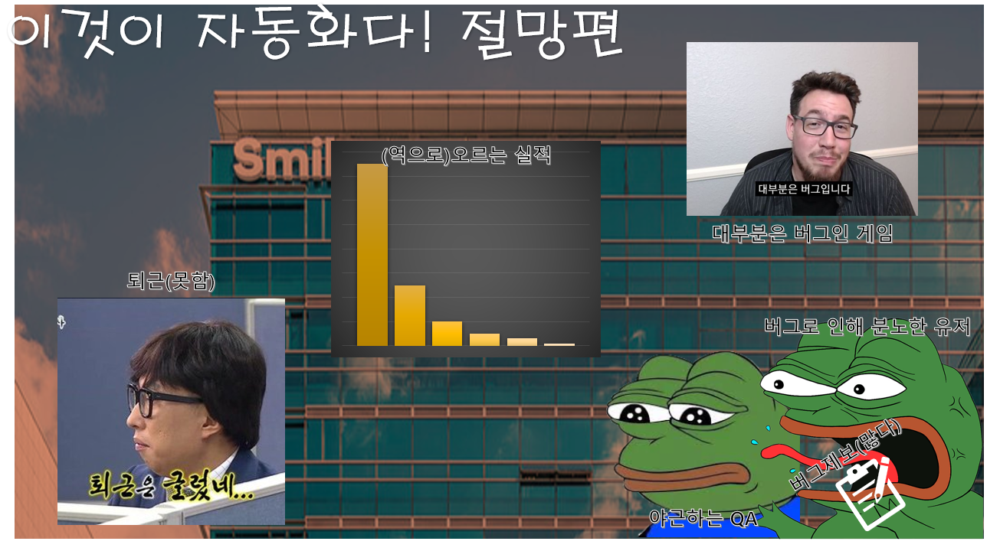 이것이 자동화다! 절망편
Smil
(역으로)오르는 실적
대부분은 버그입니다
대부분은 버그인 게임
퇴근(못함)
퇴근은 글렀네...
버그로 인해 분노한 유저
버그제보(많다)
야근하는 QA